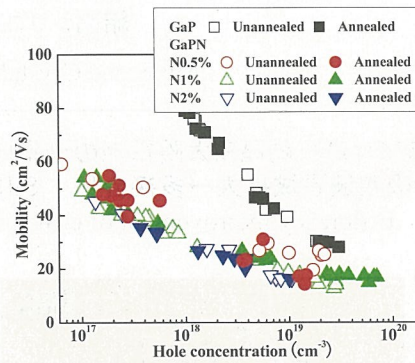 GaP □ Unannealed ■ Annealed
GaPN
N0.5% ○ Unannealed ● Annealed
N1% △ Unannealed ▲ Annealed
N2% ▽ Unannealed ▼ Annealed
100
80
60
40
20
0
Mobility (cm²/Vs)
10¹⁷ 10¹⁸ 10¹⁹ 10²⁰
Hole concentration (cm⁻³)